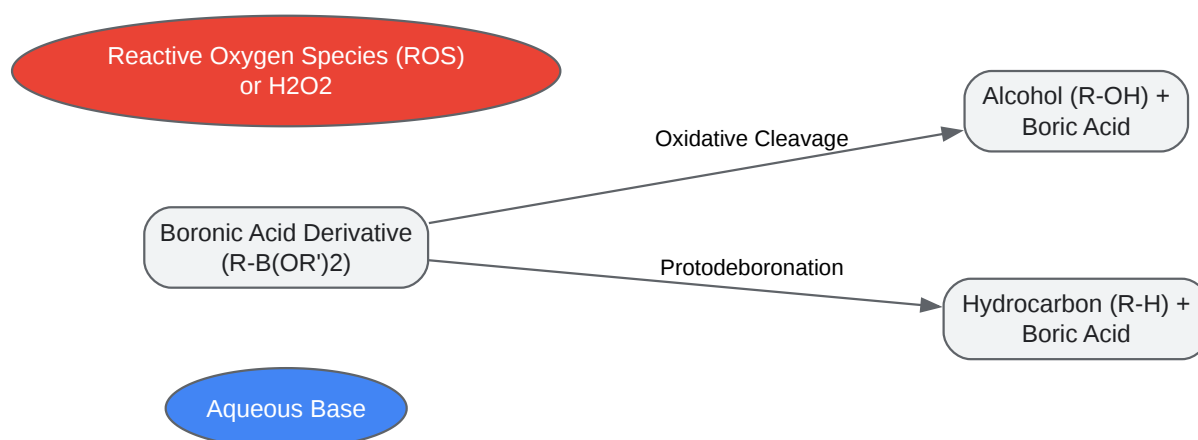 Reactive Oxygen Species (ROS)
or H2O2
Alcohol (R-OH) +
Boric Acid
Oxidative Cleavage
Boronic Acid Derivative
(R-B(OR')2)
Protodeboronation
Hydrocarbon (R-H) +
Boric Acid
Aqueous Base